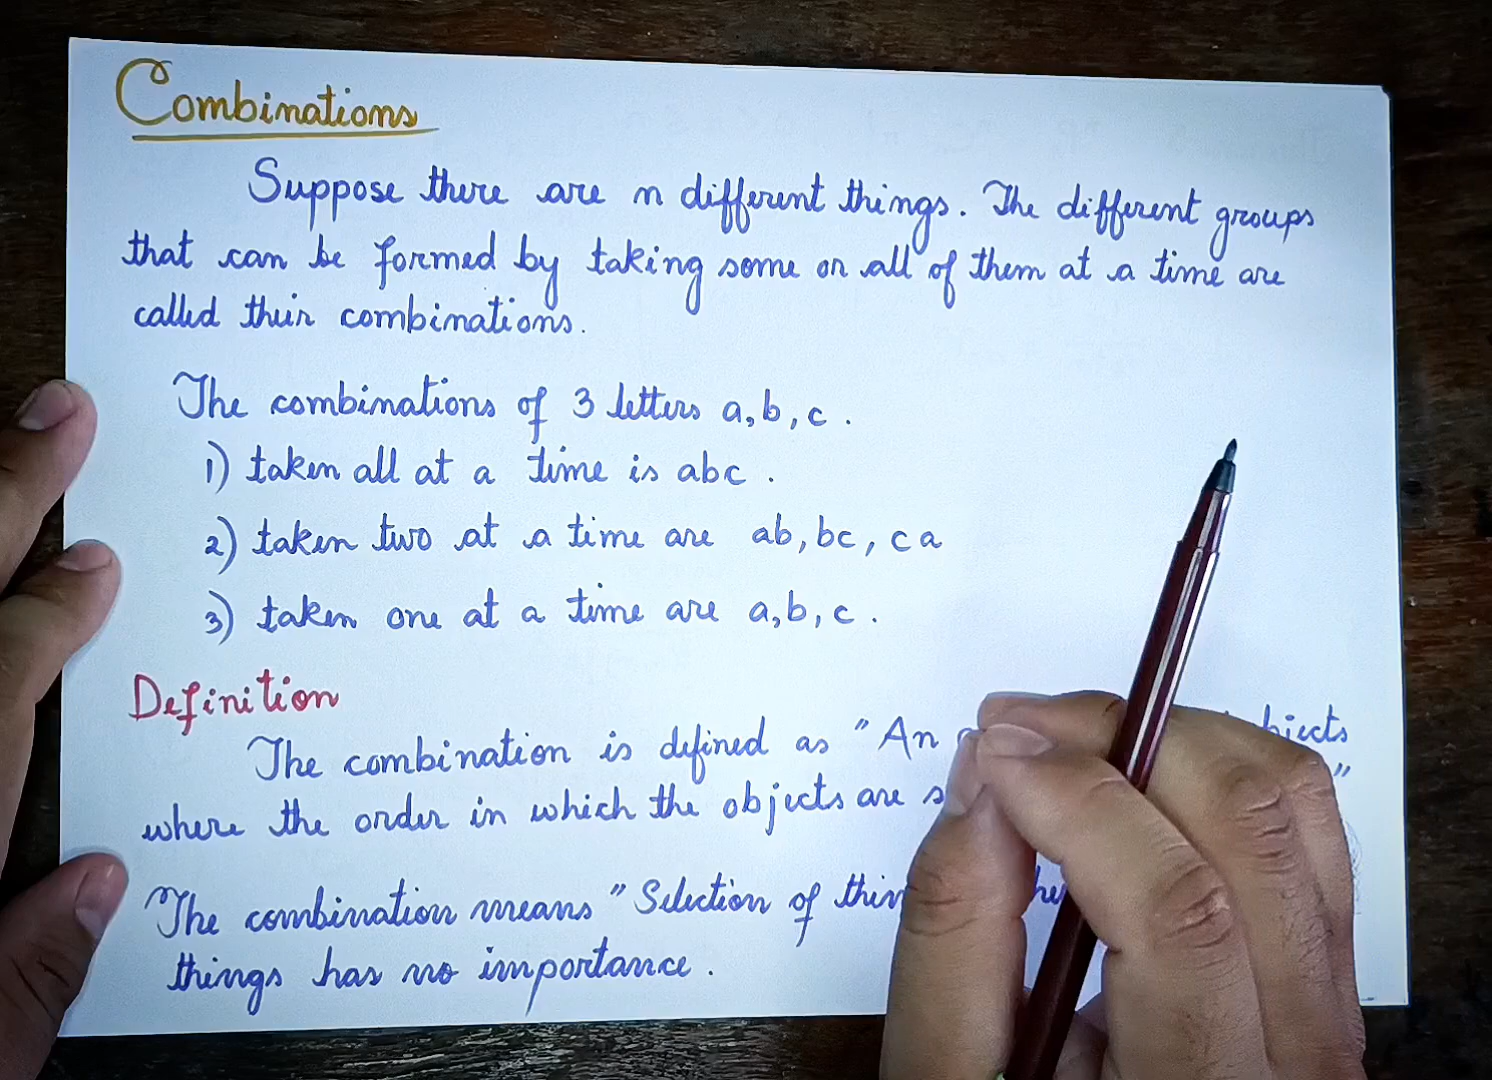 Combinations
Suppose there are n different things. The different groups
that can be formed by taking some or all of them at a time are
called their combinations.
The combinations of 3 letters a, b, c.
1) taken all at a time is abc.
2) taken two at a time are ab, bc, ca
3) taken one at a time are a, b, c.
Definition
The combination is defined as "An
where the order in which the objects are
The combination means "Selection of
things has no importance.